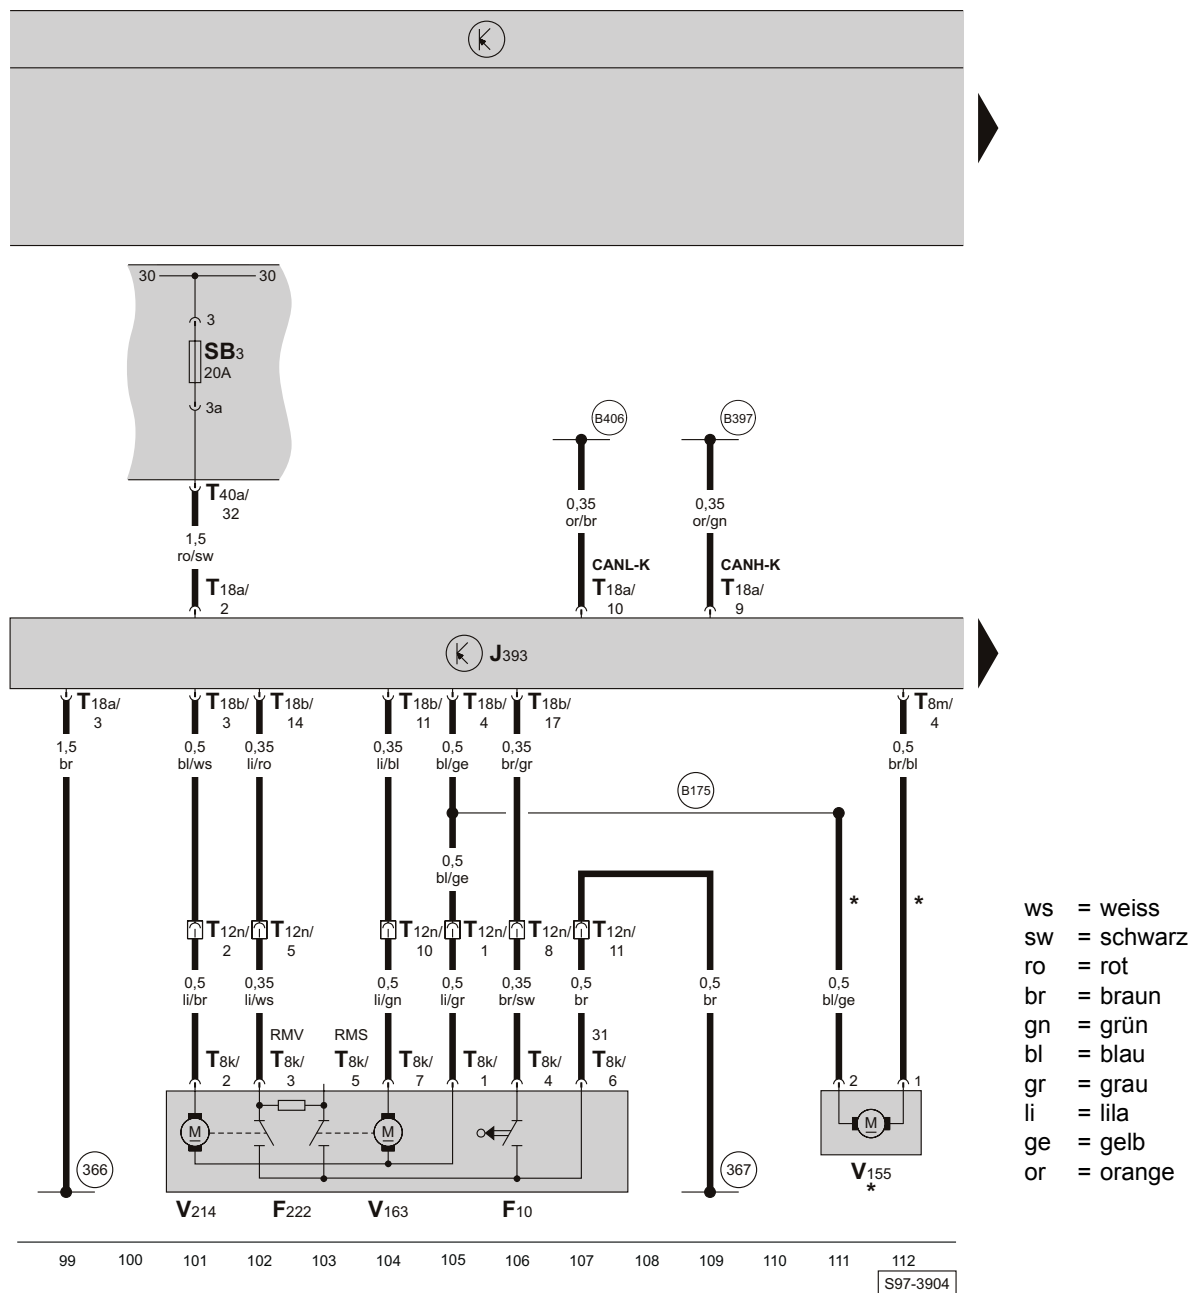 30 30
3
SB3
20A
3a
T40a/
32
1,5
ro/sw
T18a/
2
B406
B397
0,35
or/br
0,35
or/gn
CANL-K
T18a/
10
CANH-K
T18a/
9
J393
T18a/ T18b/ T18b/ T18b/ T18b/ T18b/ T8m/
3 3 14 11 4 17 4
1,5 0,5 0,35 0,35 0,5 0,35 0,5
br bl/ws li/ro li/bl bl/ge br/gr br/bl
B175
0,5
bl/ge
* *
T12n/ T12n/ T12n/ T12n/ T12n/ T12n/
2 5 10 1 8 11
0,5 0,35 0,5 0,5 0,35 0,5 0,5 0,5
li/br li/ws li/gn li/gr br/sw br br bl/ge
RMV RMS 31
T8k/ T8k/ T8k/ T8k/ T8k/ T8k/ T8k/
2 3 5 7 1 4 6 2 1
M M M
366 367
V155
*
V214 F222 V163 F10
99 100 101 102 103 104 105 106 107 108 109 110 111 112
S97-3904
ws = weiss
sw = schwarz
ro = rot
br = braun
gn = grün
bl = blau
gr = grau
li = lila
ge = gelb
or = orange